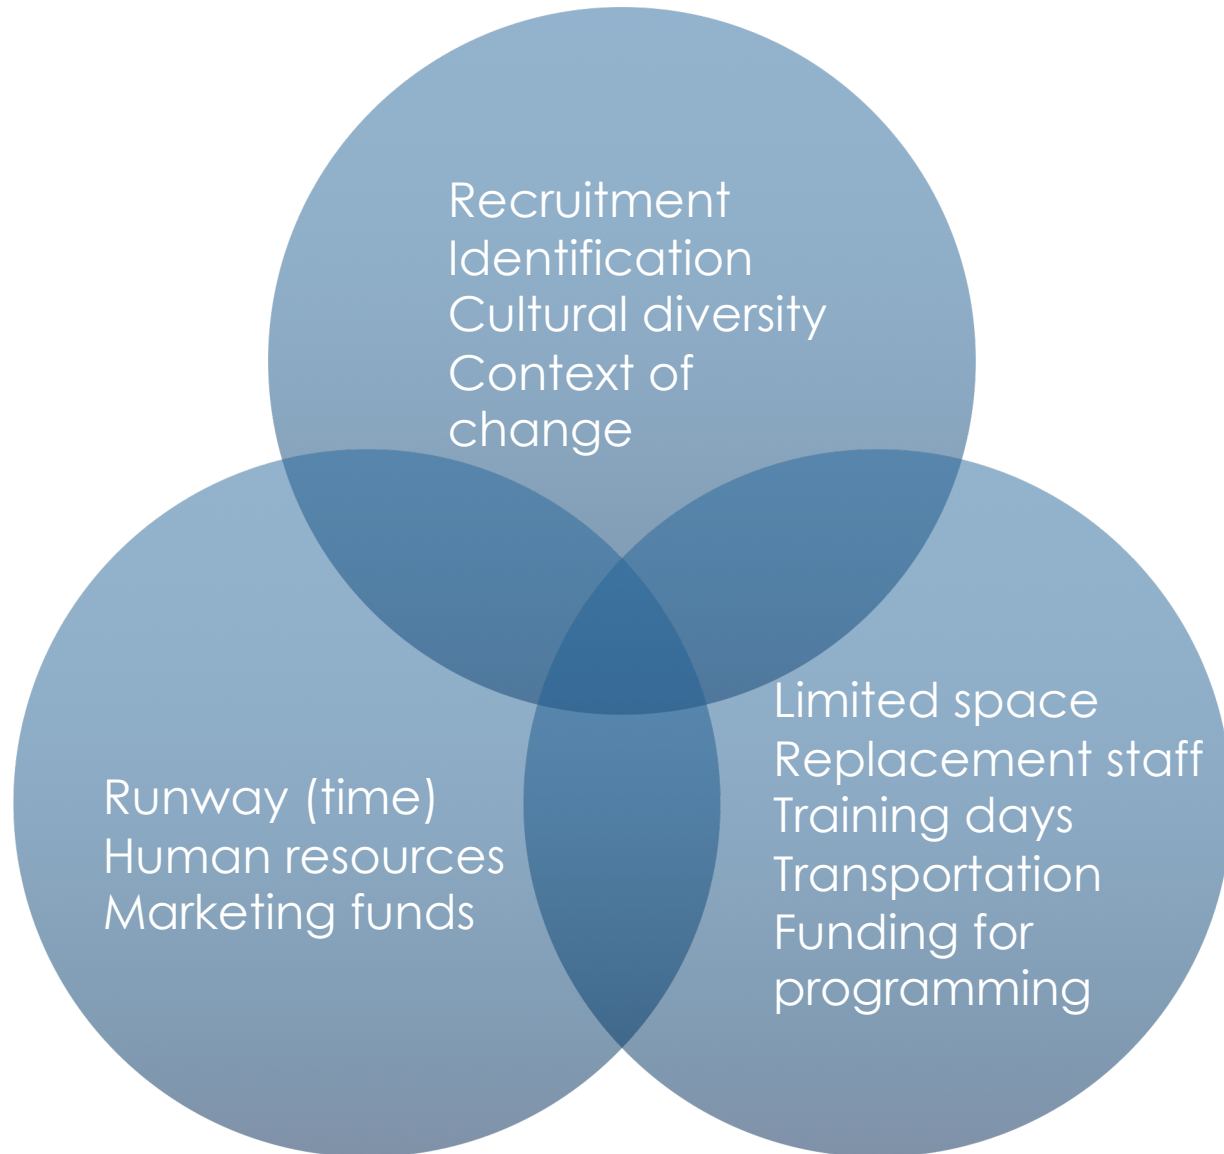 Recruitment
Identification
Cultural diversity
Context of
change
Runway (time)
Human resources
Marketing funds
Limited space
Replacement staff
Training days
Transportation
Funding for
programming